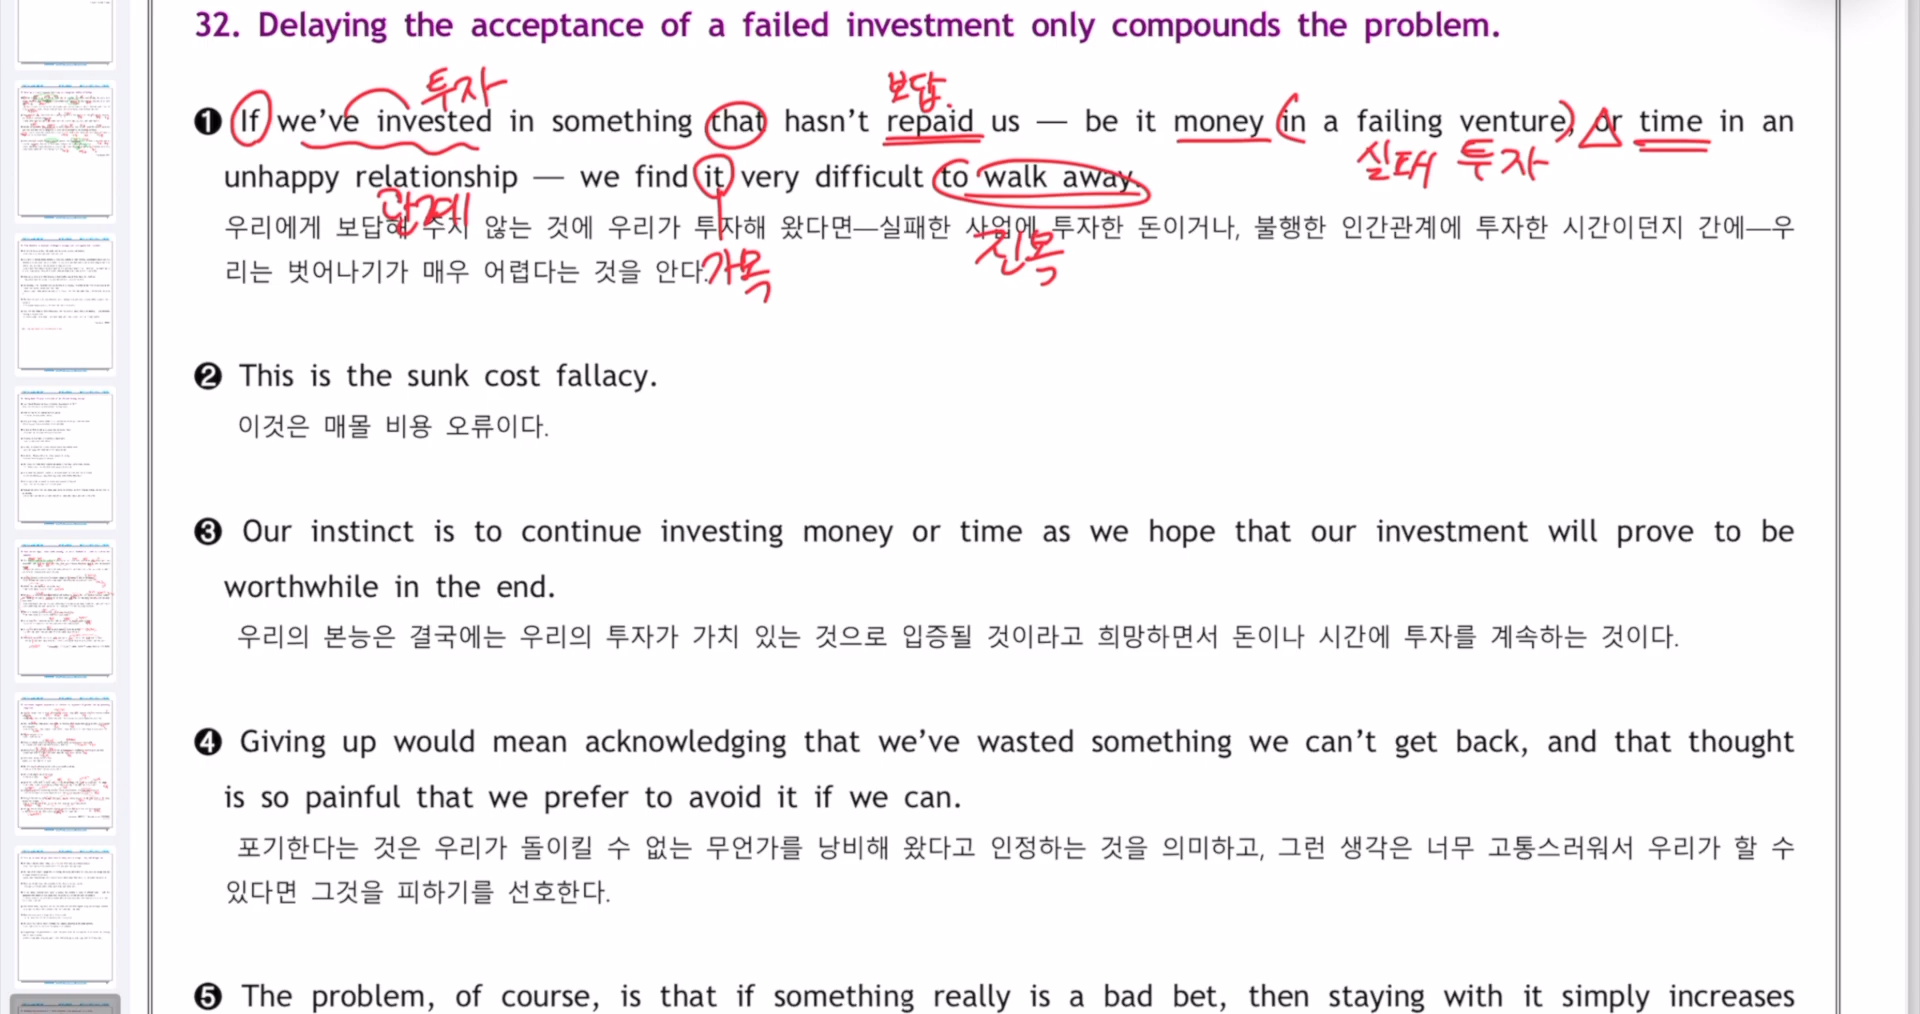 32. Delaying the acceptance of a failed investment only compounds the problem.
투자
보답
❶ If we've invested in something that hasn't repaid us — be it money in a failing venture, or time in an
실패 투자
unhappy relationship — we find it very difficult to walk away.
관계
우리에게 보답해 주지 않는 것에 우리가 투자해 왔다면—실패한 사업에 투자한 돈이거나, 불행한 인간관계에 투자한 시간이던지 간에—우
진목
리는 벗어나기가 매우 어렵다는 것을 안다.
가목
❷ This is the sunk cost fallacy.
이것은 매몰 비용 오류이다.
❸ Our instinct is to continue investing money or time as we hope that our investment will prove to be
worthwhile in the end.
우리의 본능은 결국에는 우리의 투자가 가치 있는 것으로 입증될 것이라고 희망하면서 돈이나 시간에 투자를 계속하는 것이다.
❹ Giving up would mean acknowledging that we've wasted something we can't get back, and that thought
is so painful that we prefer to avoid it if we can.
포기한다는 것은 우리가 돌이킬 수 없는 무언가를 낭비해 왔다고 인정하는 것을 의미하고, 그런 생각은 너무 고통스러워서 우리가 할 수
있다면 그것을 피하기를 선호한다.
❺ The problem, of course, is that if something really is a bad bet, then staying with it simply increases